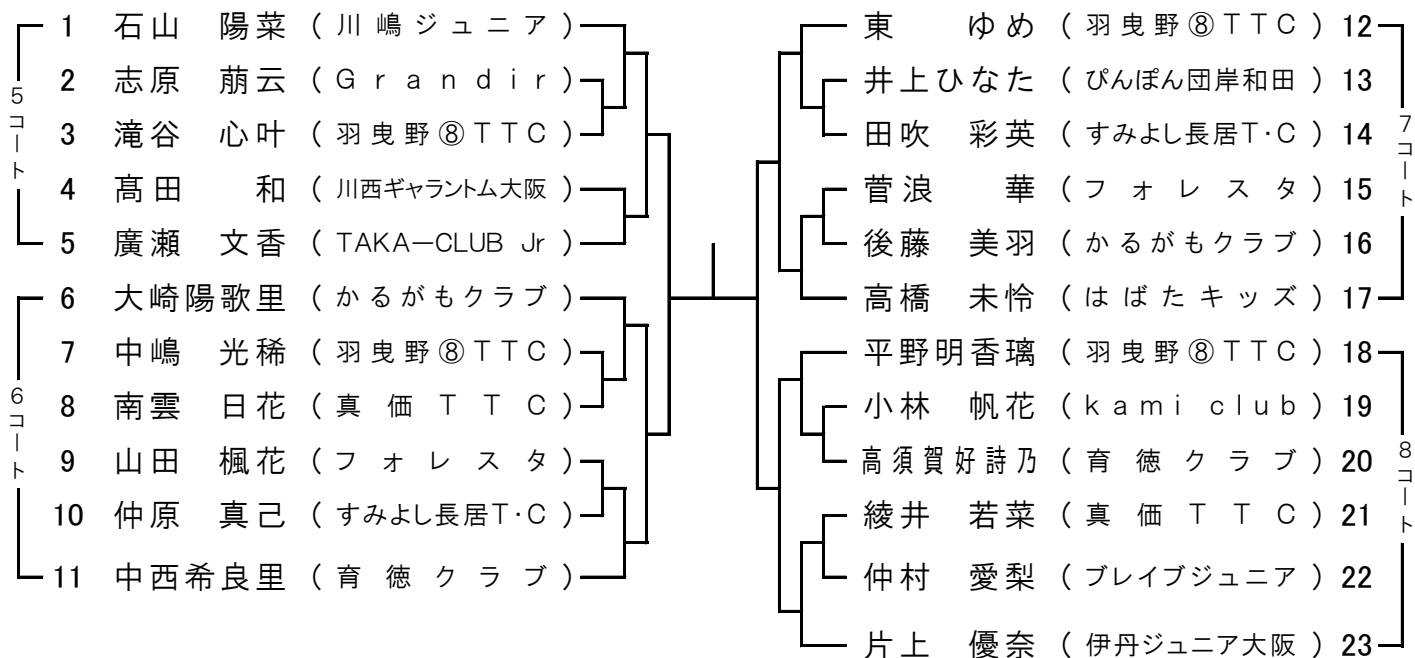 1 石山 陽菜 (川嶋ジュニア)
2 志原 萠云 (Grandir)
3 滝谷 心叶 (羽曳野⑧TTC)
4 髙田 和 (川西ギャラントム大阪)
5 廣瀬 文香 (TAKA−CLUB Jr)
5コート
6 大崎陽歌里 (かるがもクラブ)
7 中嶋 光稀 (羽曳野⑧TTC)
8 南雲 日花 (真価TTC)
9 山田 楓花 (フォレスタ)
10 仲原 真己 (すみよし長居T・C)
11 中西希良里 (育徳クラブ)
6コート
東 ゆめ (羽曳野⑧TTC) 12
井上ひなた (ぴんぽん団岸和田) 13
田吹 彩英 (すみよし長居T・C) 14
菅浪 華 (フォレスタ) 15
後藤 美羽 (かるがもクラブ) 16
高橋 未怜 (はばたキッズ) 17
7コート
平野明香璃 (羽曳野⑧TTC) 18
小林 帆花 (kami club) 19
高須賀好詩乃 (育徳クラブ) 20
綾井 若菜 (真価TTC) 21
仲村 愛梨 (ブレイブジュニア) 22
片上 優奈 (伊丹ジュニア大阪) 23
8コート